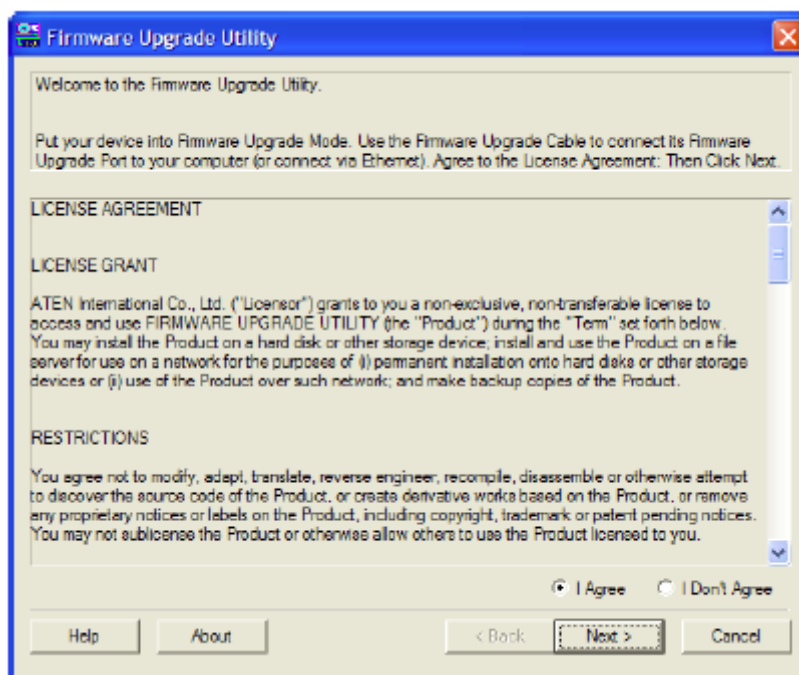 Firmware Upgrade Utility
Welcome to the Firmware Upgrade Utility.
Put your device into Firmware Upgrade Mode. Use the Firmware Upgrade Cable to connect its Firmware
Upgrade Port to your computer (or connect via Ethernet). Agree to the License Agreement: Then Click Next.
LICENSE AGREEMENT
LICENSE GRANT
ATEN International Co., Ltd. ("Licensor") grants to you a non-exclusive, non-transferable license to
access and use FIRMWARE UPGRADE UTILITY (the "Product") during the "Term" set forth below.
You may install the Product on a hard disk or other storage device; install and use the Product on a file
server for use on a network for the purposes of (i) permanent installation onto hard disks or other storage
devices or (ii) use of the Product over such network; and make backup copies of the Product.
RESTRICTIONS
You agree not to modify, adapt, translate, reverse engineer, recompile, disassemble or otherwise attempt
to discover the source code of the Product, or create derivative works based on the Product, or remove
any proprietary notices or labels on the Product, including copyright, trademark or patent pending notices.
You may not sublicense the Product or otherwise allow others to use the Product licensed to you.
I Agree I Don't Agree
Help About < Back Next > Cancel